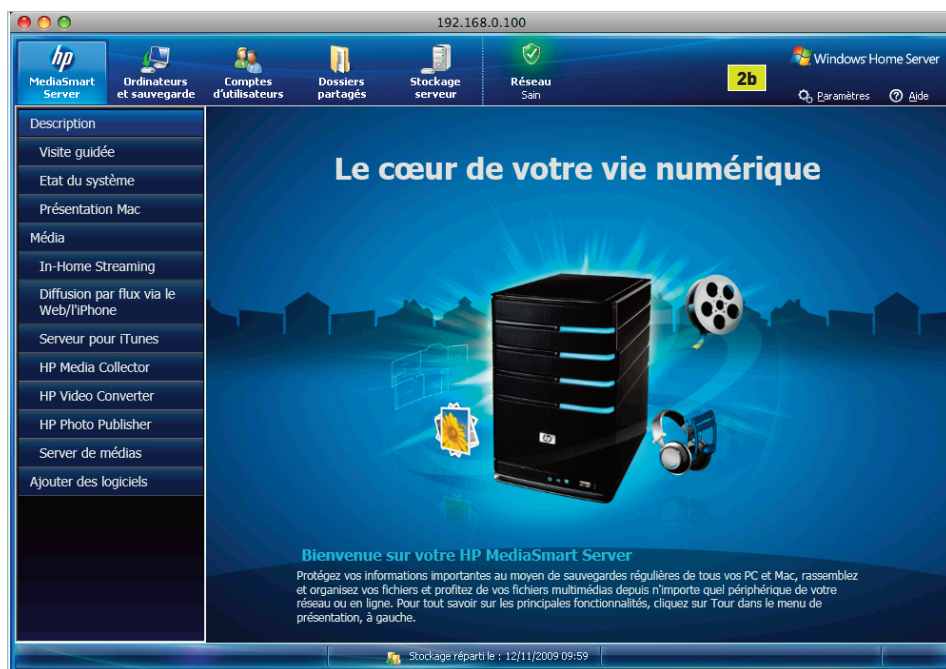 192.168.0.100
hp
MediaSmart
Server
Ordinateurs
et sauvegarde
Comptes
d'utilisateurs
Dossiers
partagés
Stockage
serveur
Réseau
Sain
2b
Windows Home Server
Paramètres
Aide
Description
Visite guidée
Etat du système
Présentation Mac
Média
In-Home Streaming
Diffusion par flux via le
Web/l'iPhone
Serveur pour iTunes
HP Media Collector
HP Video Converter
HP Photo Publisher
Server de médias
Ajouter des logiciels
Le cœur de votre vie numérique
hp
Bienvenue sur votre HP MediaSmart Server
Protégez vos informations importantes au moyen de sauvegardes régulières de tous vos PC et Mac, rassemblez
et organisez vos fichiers et profitez de vos fichiers multimédias depuis n'importe quel périphérique de votre
réseau ou en ligne. Pour tout savoir sur les principales fonctionnalités, cliquez sur Tour dans le menu de
présentation, à gauche.
Stockage réparti le : 12/11/2009 09:59